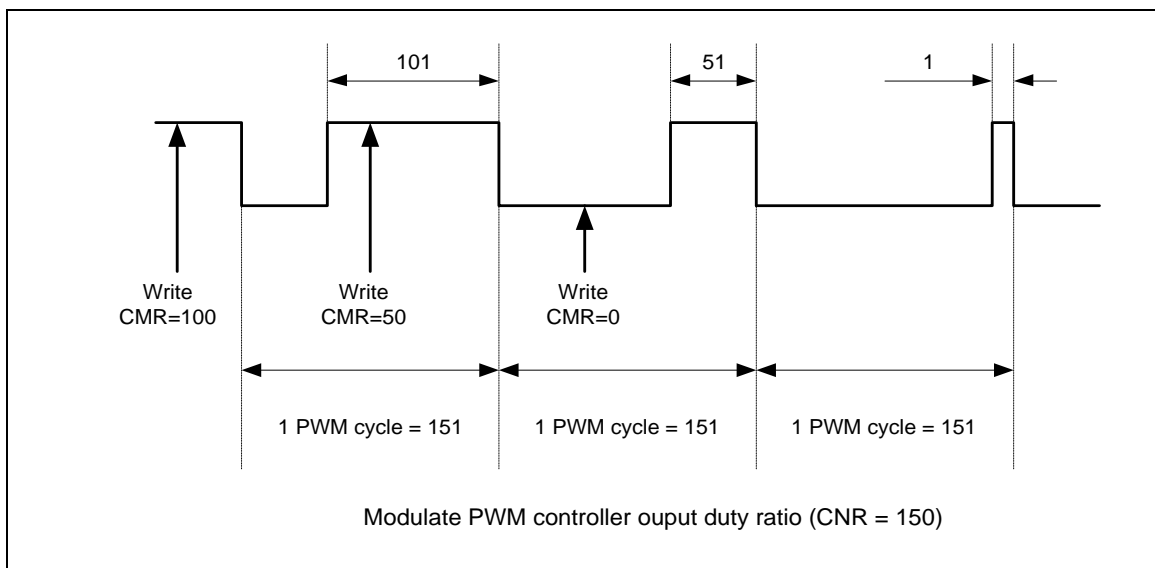 101
51
1
Write
CMR=100
Write
CMR=50
Write
CMR=0
1 PWM cycle = 151
1 PWM cycle = 151
1 PWM cycle = 151
Modulate PWM controller ouput duty ratio (CNR = 150)